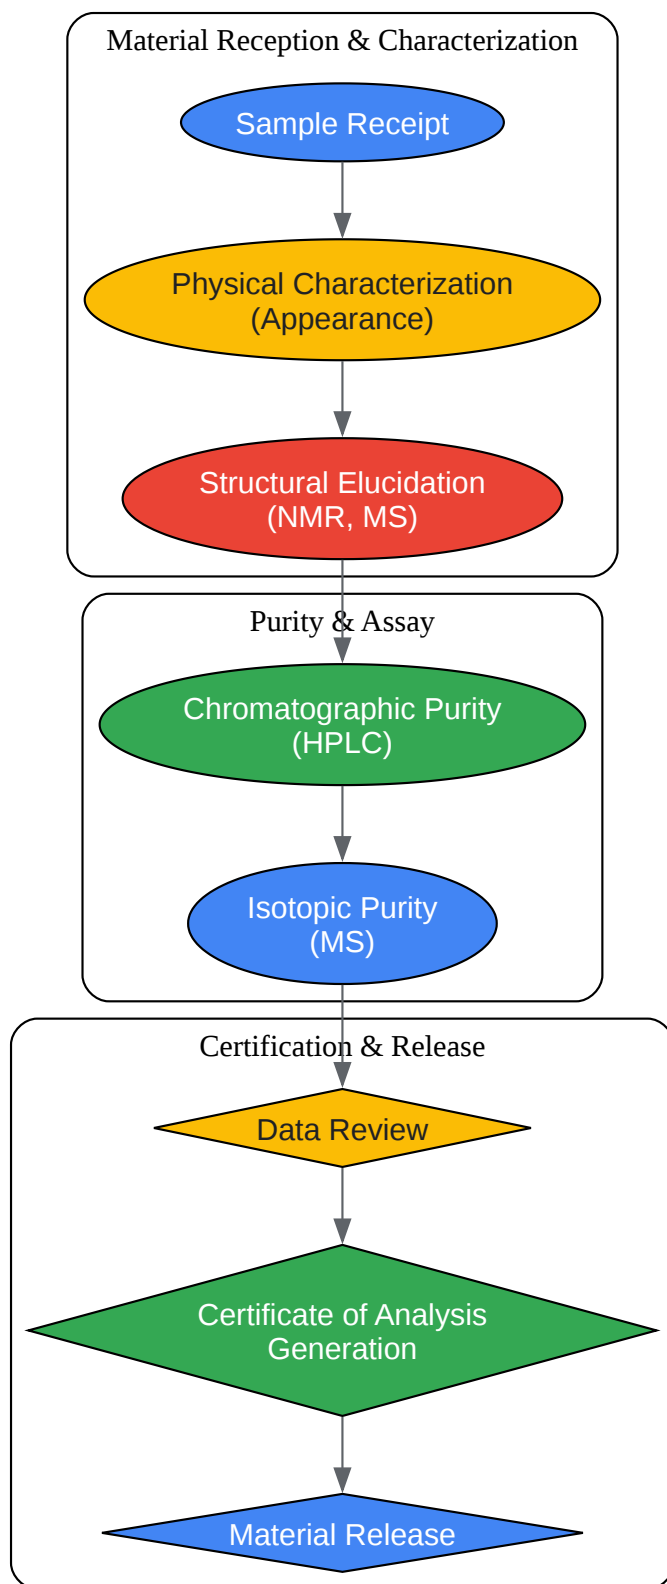 Material Reception & Characterization
Sample Receipt
Physical Characterization
(Appearance)
Structural Elucidation
(NMR, MS)
Purity & Assay
Chromatographic Purity
(HPLC)
Isotopic Purity
(MS)
Certification & Release
Data Review
Certificate of Analysis
Generation
Material Release